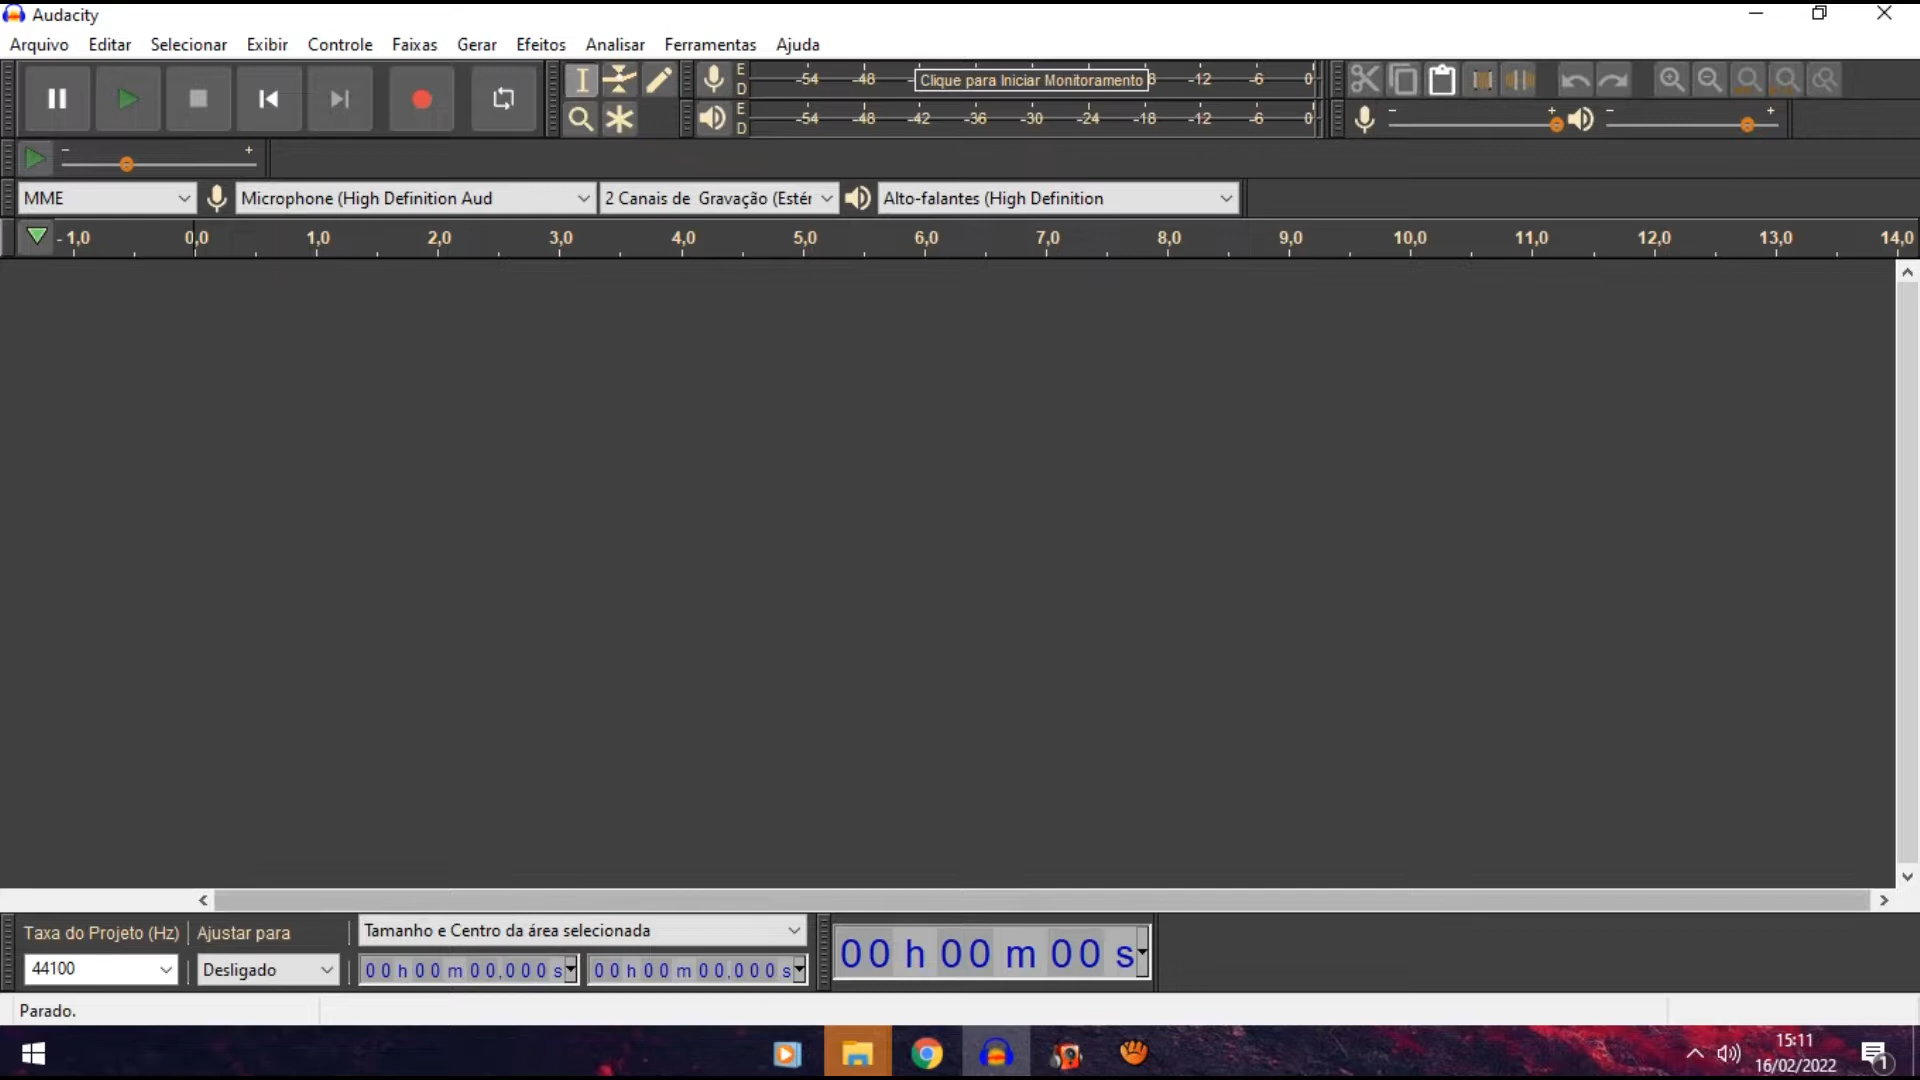 Audacity
Arquivo Editar Selecionar Exibir Controle Faixas Gerar Efeitos Analisar Ferramentas Ajuda
E D -54 -48 Clique para Iniciar Monitoramento 8 -12 -6 0
E D -54 -48 -42 -36 -30 -24 -18 -12 -6 0
- + - +
- +
MME Microphone (High Definition Aud 2 Canais de Gravação (Estér Alto-falantes (High Definition
-1,0 0,0 1,0 2,0 3,0 4,0 5,0 6,0 7,0 8,0 9,0 10,0 11,0 12,0 13,0 14,0
Taxa do Projeto (Hz) Ajustar para Tamanho e Centro da área selecionada
44100 Desligado 00 h 00 m 00,000 s 00 h 00 m 00,000 s 00 h 00 m 00 s
Parado.
15:11
16/02/2022 1